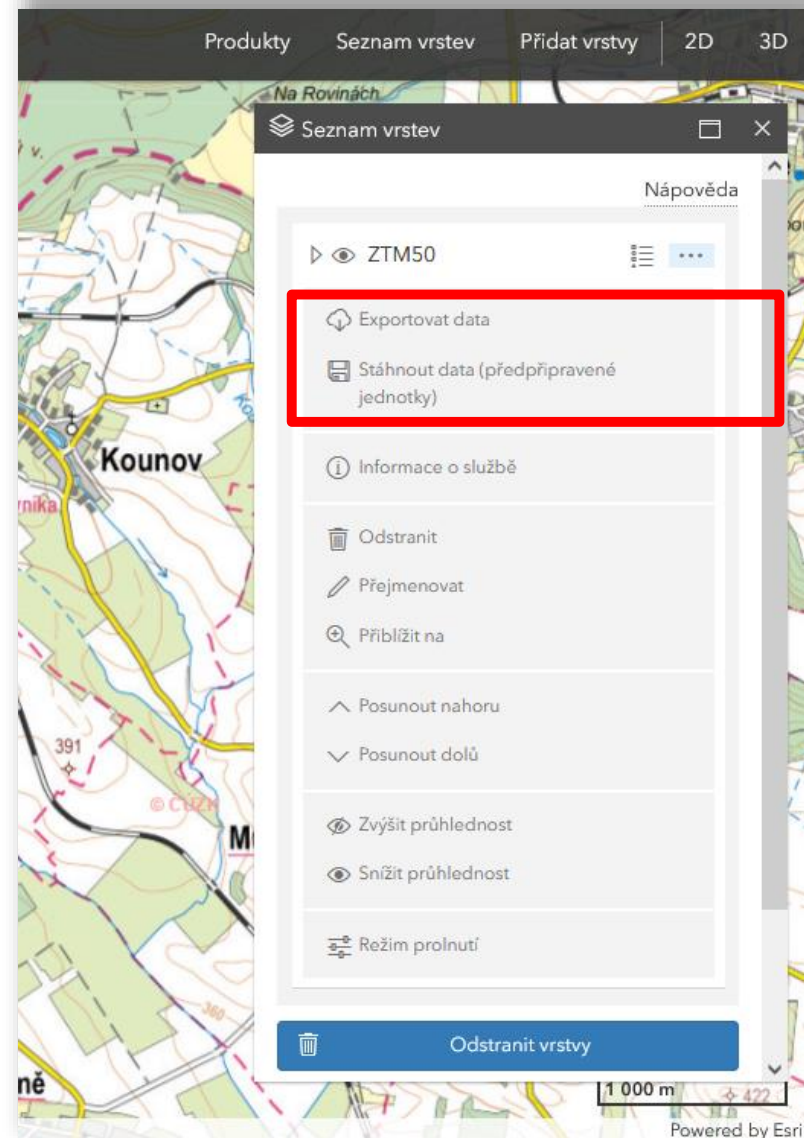 Produkty Seznam vrstev Přidat vrstvy 2D 3D
Na Rovinách
Seznam vrstev
Nápověda
ZTM50
Exportovat data
Stáhnout data (předpřipravené
jednotky)
Kounov
Informace o službě
Odstranit
Přejmenovat
Přiblížit na
Posunout nahoru
391
Posunout dolů
© ČÚZK
Zvýšit průhlednost
Snížit průhlednost
Režim prolnutí
360
Odstranit vrstvy
1 000 m
422
Powered by Esri